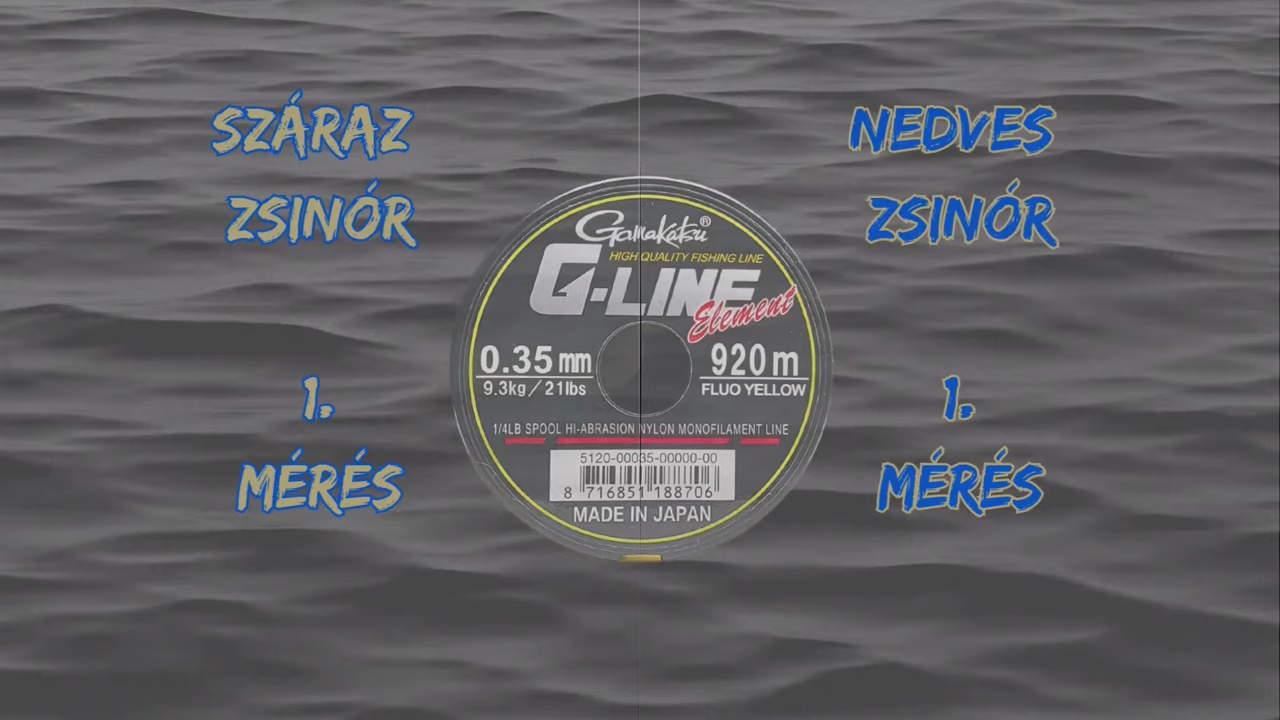 SZÁRAZ
ZSINÓR
1.
MÉRÉS
NEDVES
ZSINÓR
1.
MÉRÉS
Gamakatsu®
HIGH QUALITY FISHING LINE
G-LINE
Element
0.35 mm
9.3kg/21lbs
920 m
FLUO YELLOW
1/4LB SPOOL HI-ABRASION NYLON MONOFILAMENT LINE
5120-00035-00000-00
8 716851 188706
MADE IN JAPAN